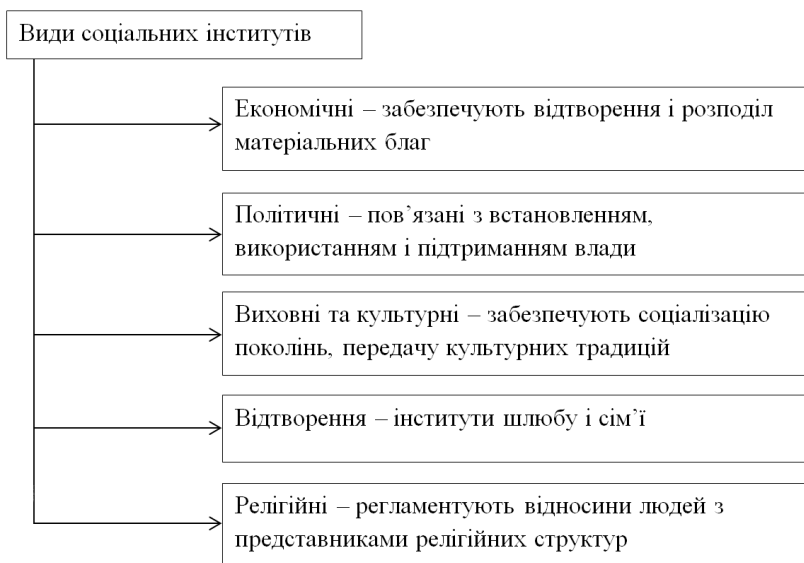 Види соціальних інститутів
Економічні – забезпечують відтворення і розподіл
матеріальних благ
Політичні – пов’язані з встановленням,
використанням і підтриманням влади
Виховні та культурні – забезпечують соціалізацію
поколінь, передачу культурних традицій
Відтворення – інститути шлюбу і сім’ї
Релігійні – регламентують відносини людей з
представниками релігійних структур